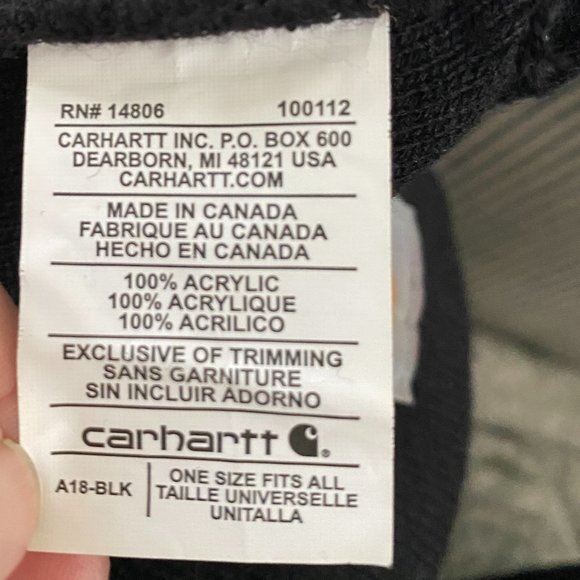 RN# 14806 100112
CARHARTT INC. P.O. BOX 600
DEARBORN, MI 48121 USA
CARHARTT.COM
MADE IN CANADA
FABRIQUE AU CANADA
HECHO EN CANADA
100% ACRYLIC
100% ACRYLIQUE
100% ACRILICO
EXCLUSIVE OF TRIMMING
SANS GARNITURE
SIN INCLUIR ADORNO
carhartt ®
A18-BLK
ONE SIZE FITS ALL
TAILLE UNIVERSELLE
UNITALLA